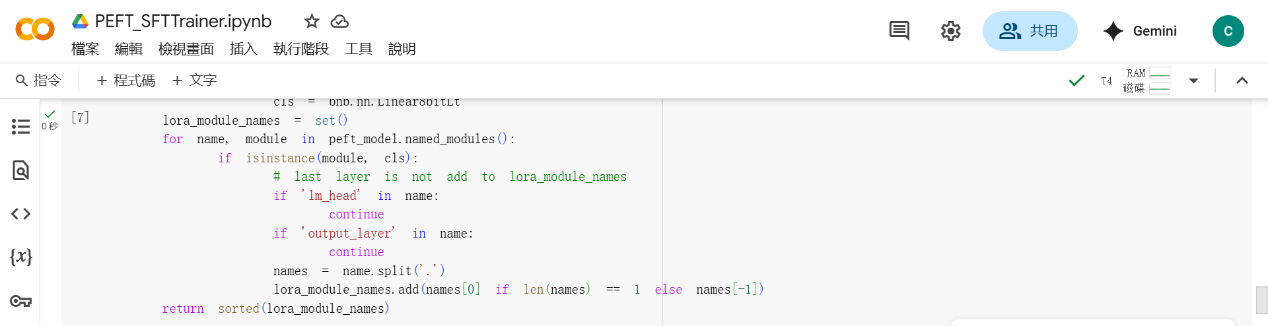 PEFT_SFTTrainer.ipynb
檔案 編輯 檢視畫面 插入 執行階段 工具 說明
共用
Gemini
C
指令 + 程式碼 + 文字
T4
RAM
磁碟
cls = bnb.nn.Linear8bitLt
[7]
0 秒
lora_module_names = set()
for name, module in peft_model.named_modules():
if isinstance(module, cls):
# last layer is not add to lora_module_names
if 'lm_head' in name:
continue
if 'output_layer' in name:
continue
names = name.split('.')
lora_module_names.add(names[0] if len(names) == 1 else names[-1])
return sorted(lora_module_names)